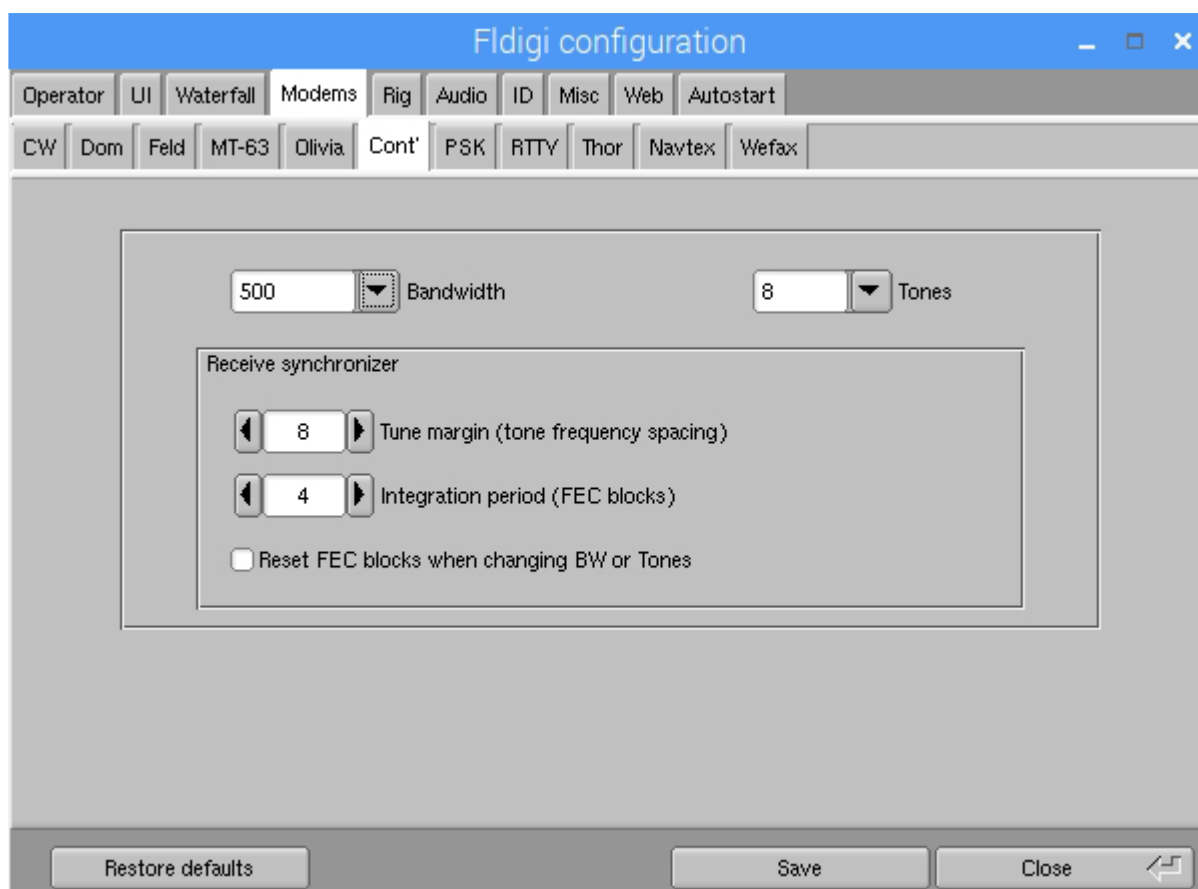 Fldigi configuration
Operator UI Waterfall Modems Rig Audio ID Misc Web Autostart
CW Dom Feld MT-63 Olivia Cont' PSK RTTY Thor Navtex Wefax
500 Bandwidth 8 Tones
Receive synchronizer
8 Tune margin (tone frequency spacing)
4 Integration period (FEC blocks)
Reset FEC blocks when changing BW or Tones
Restore defaults Save Close